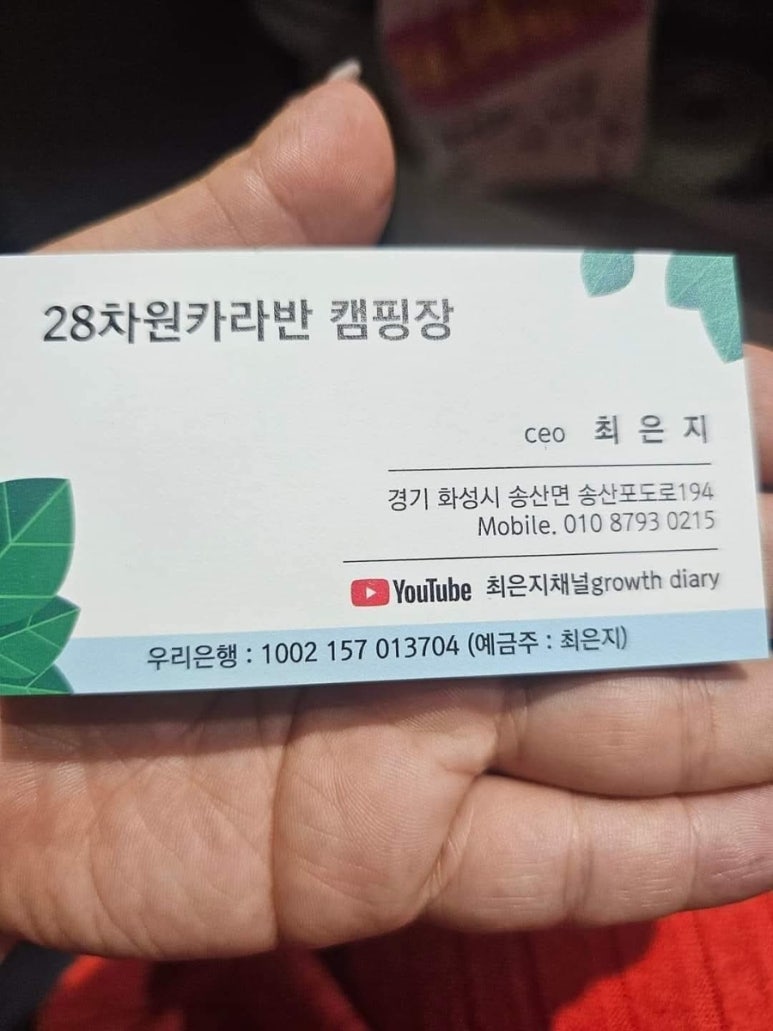 28차원카라반 캠핑장
ceo 최 은 지
경기 화성시 송산면 송산포도로194
Mobile. 010 8793 0215
YouTube 최은지채널growth diary
우리은행 : 1002 157 013704 (예금주 : 최은지)